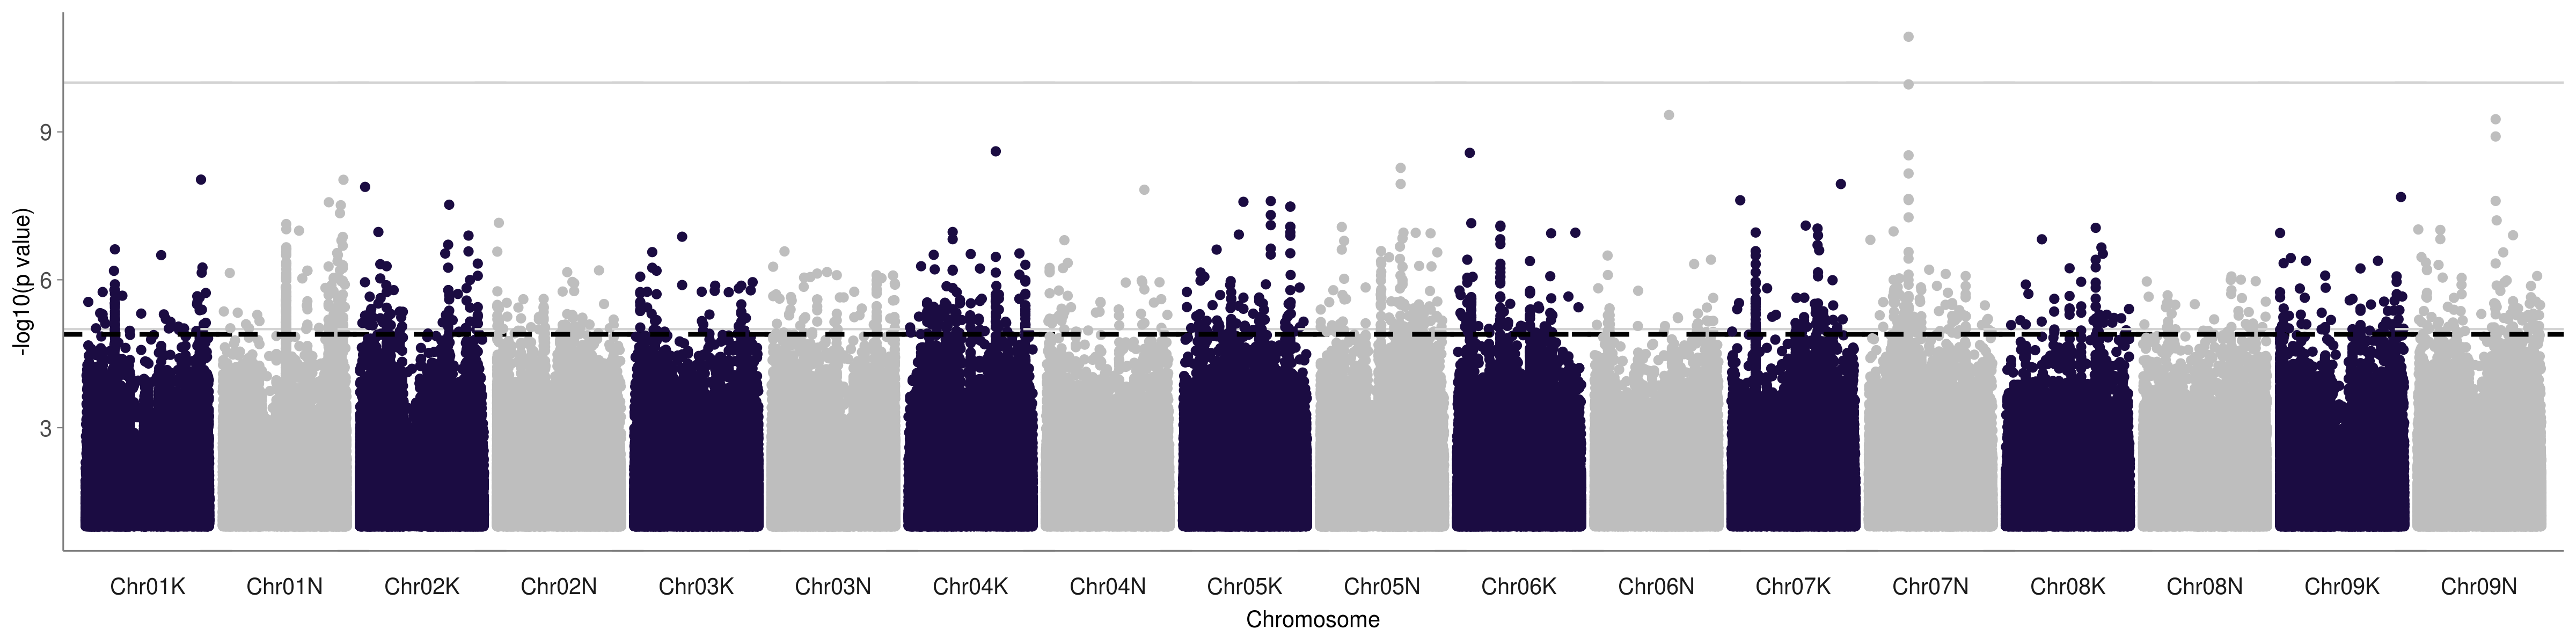 -log10(p value)
9
6
3
Chr01K Chr01N Chr02K Chr02N Chr03K Chr03N Chr04K Chr04N Chr05K Chr05N Chr06K Chr06N Chr07K Chr07N Chr08K Chr08N Chr09K Chr09N
Chromosome